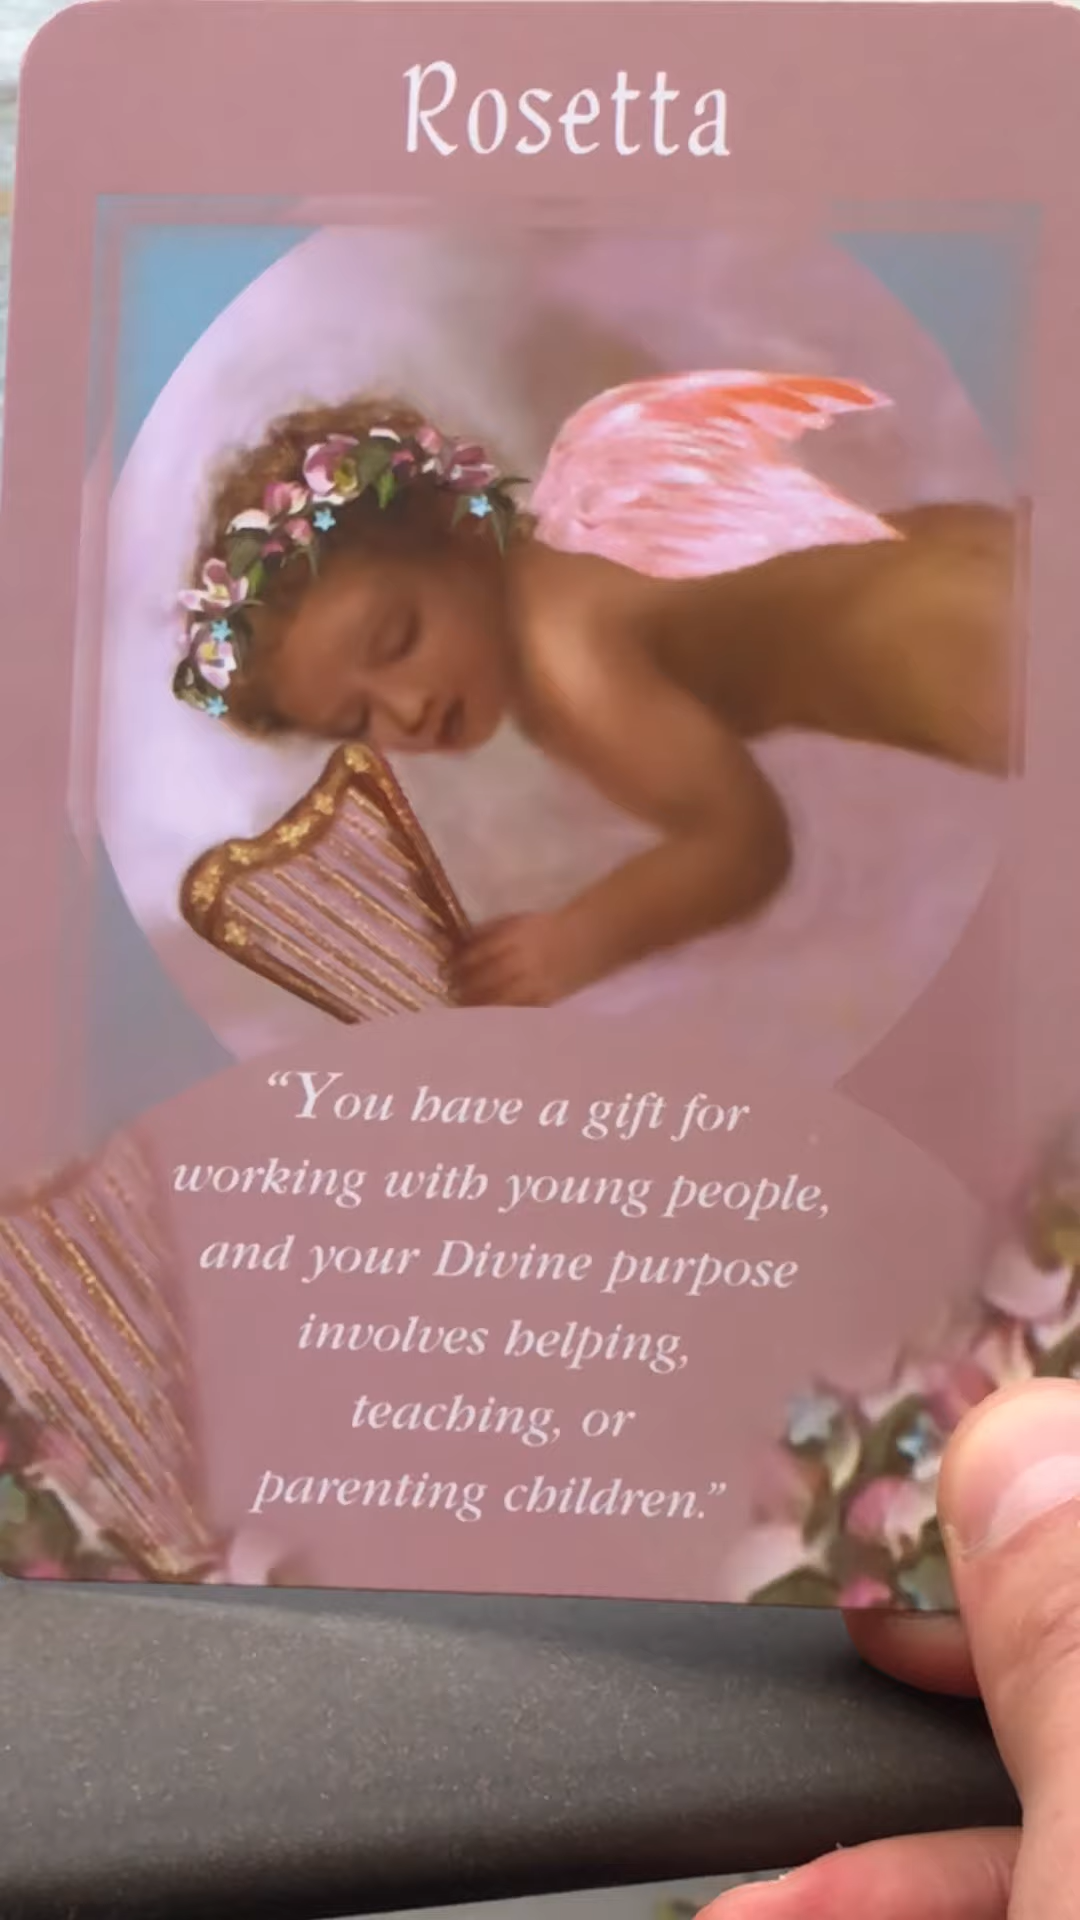 Rosetta
“You have a gift for
working with young people,
and your Divine purpose
involves helping,
teaching, or
parenting children.”